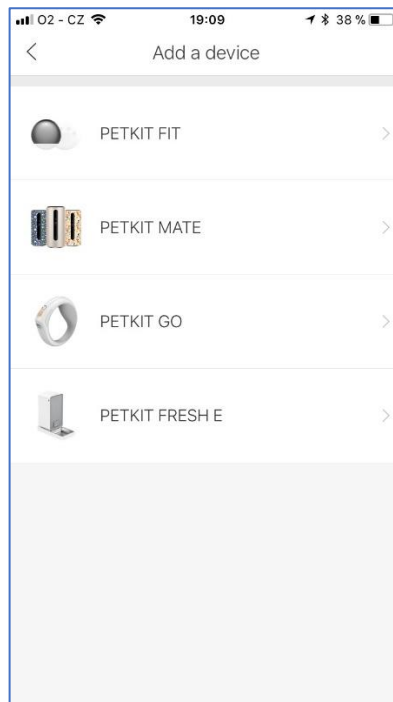 O2 - CZ 19:09 38 %
Add a device
PETKIT FIT
PETKIT MATE
PETKIT GO
PETKIT FRESH E